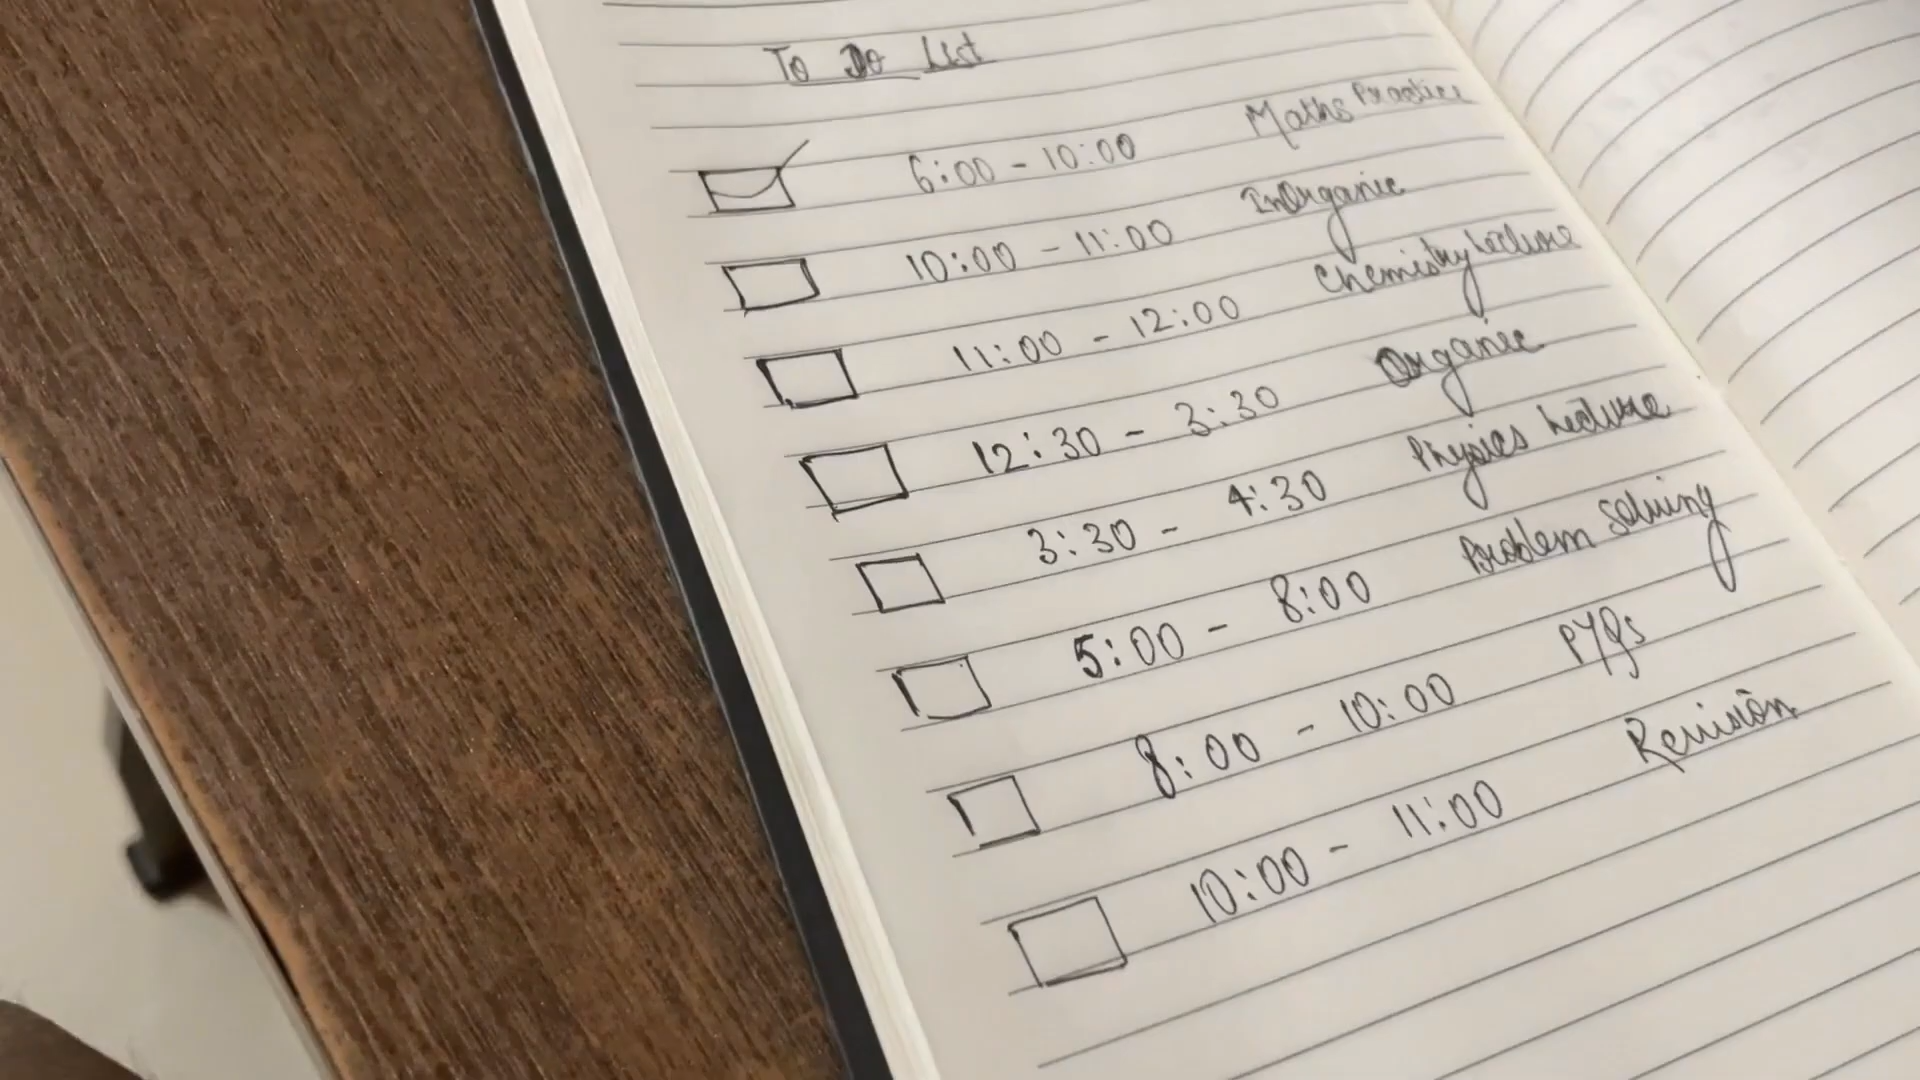 To Do List
6:00 - 10:00 Maths Practice
10:00 - 11:00 InOrganic
11:00 - 12:00 Chemistry Lecture
12:30 - 3:30 Organic
3:30 - 4:30 Physics Lecture
5:00 - 8:00 Problem Solving
8:00 - 10:00 PYQs
10:00 - 11:00 Revision